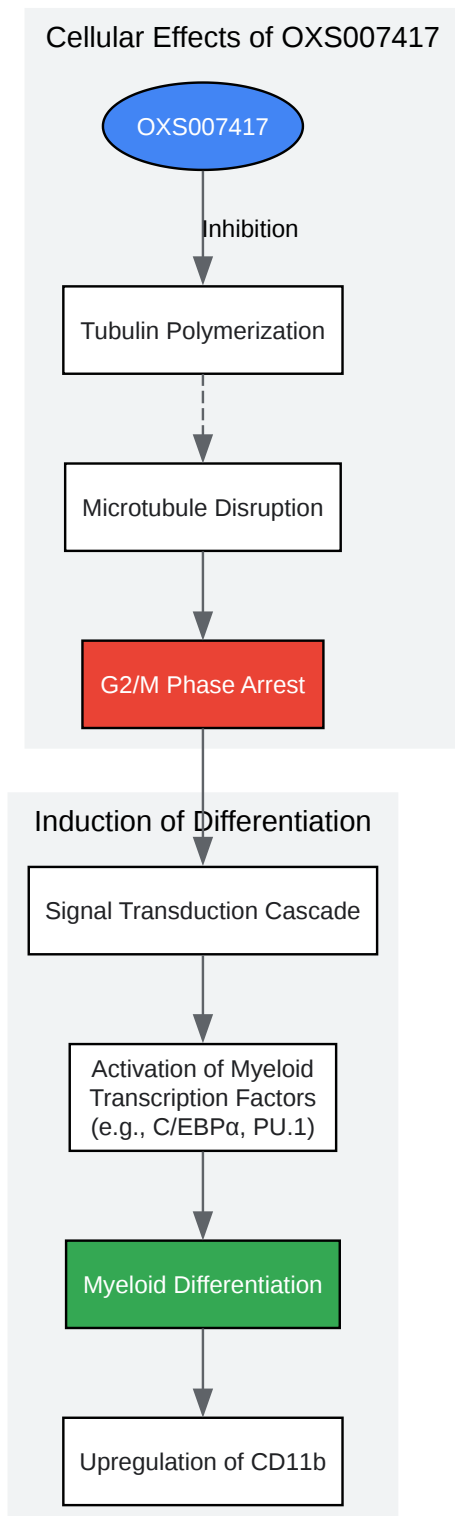 Cellular Effects of OXS007417
OXS007417
Inhibition
Tubulin Polymerization
Microtubule Disruption
G2/M Phase Arrest
Induction of Differentiation
Signal Transduction Cascade
Activation of Myeloid
Transcription Factors
(e.g., C/EBPα, PU.1)
Myeloid Differentiation
Upregulation of CD11b